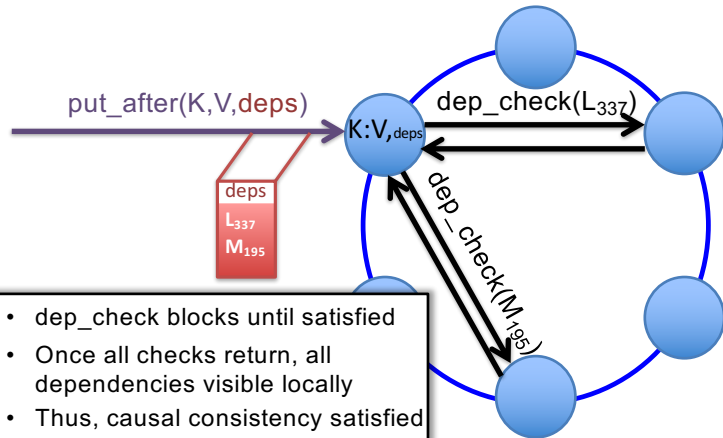 put_after(K,V,deps)
dep_check(L337)
K:V,deps
deps
L337
M195
dep_check(M195)
• dep_check blocks until satisfied
• Once all checks return, all
dependencies visible locally
• Thus, causal consistency satisfied